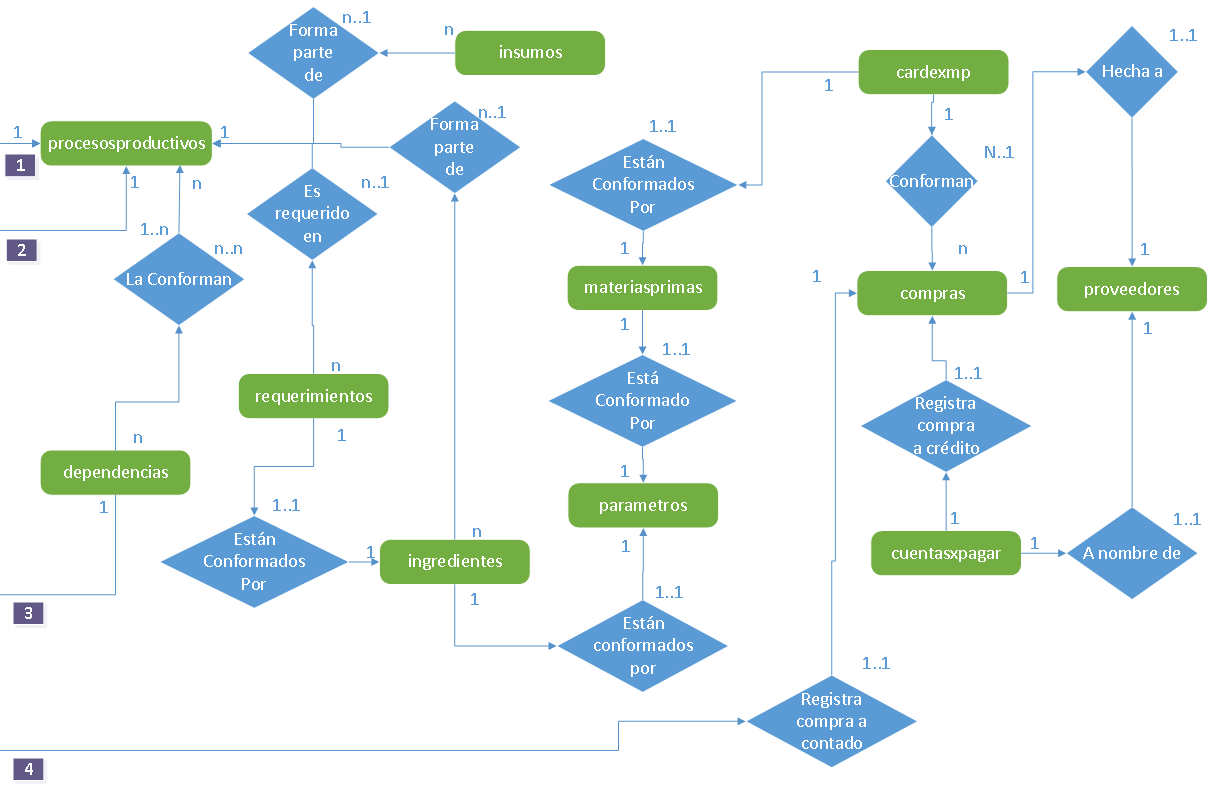 n..1
Forma
parte
de
n
insumos
cardexmp
1..1
Hecha a
1
1
n..1
Forma
parte
de
1
procesosproductivos
1
1
1..1
Están
Conformados
Por
N..1
Conforman
1
n
n..1
Es
requerido
en
2
1..n
n..n
La Conforman
1
n
1
1
materiasprimas
compras
1
proveedores
1
1..1
Está
Conformado
Por
1
n
requerimientos
1
1..1
Registra
compra
a crédito
n
dependencias
1
1
parametros
1
1..1
Están
Conformados
Por
1
n
ingredientes
1
1
cuentasxpagar
1
1..1
A nombre de
3
1..1
Están
conformados
por
1..1
Registra
compra a
contado
4